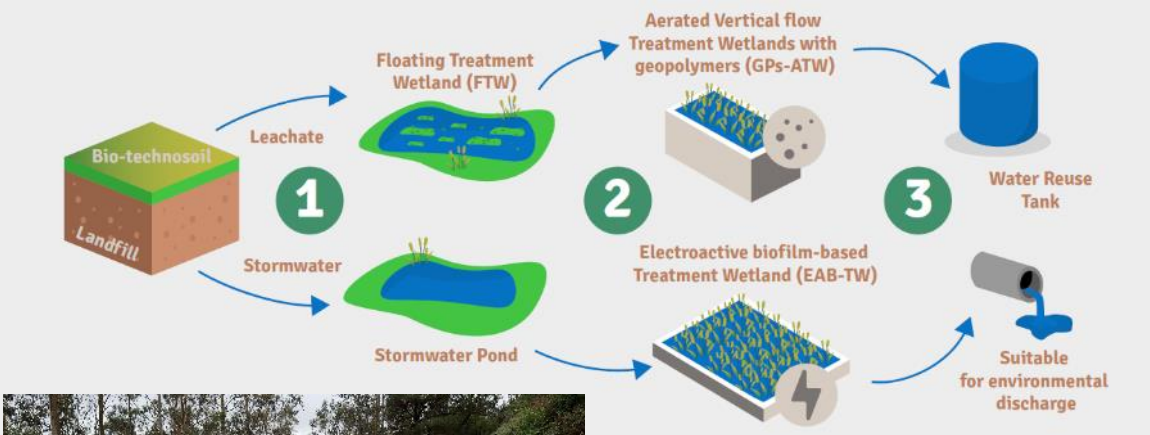 Aerated Vertical flow
Treatment Wetlands with
geopolymers (GPs-ATW)
Floating Treatment
Wetland (FTW)
Leachate
Bio-technosoil
Landfill
1
2
3
Water Reuse
Tank
Stormwater
Stormwater Pond
Electroactive biofilm-based
Treatment Wetland (EAB-TW)
Suitable
for environmental
discharge